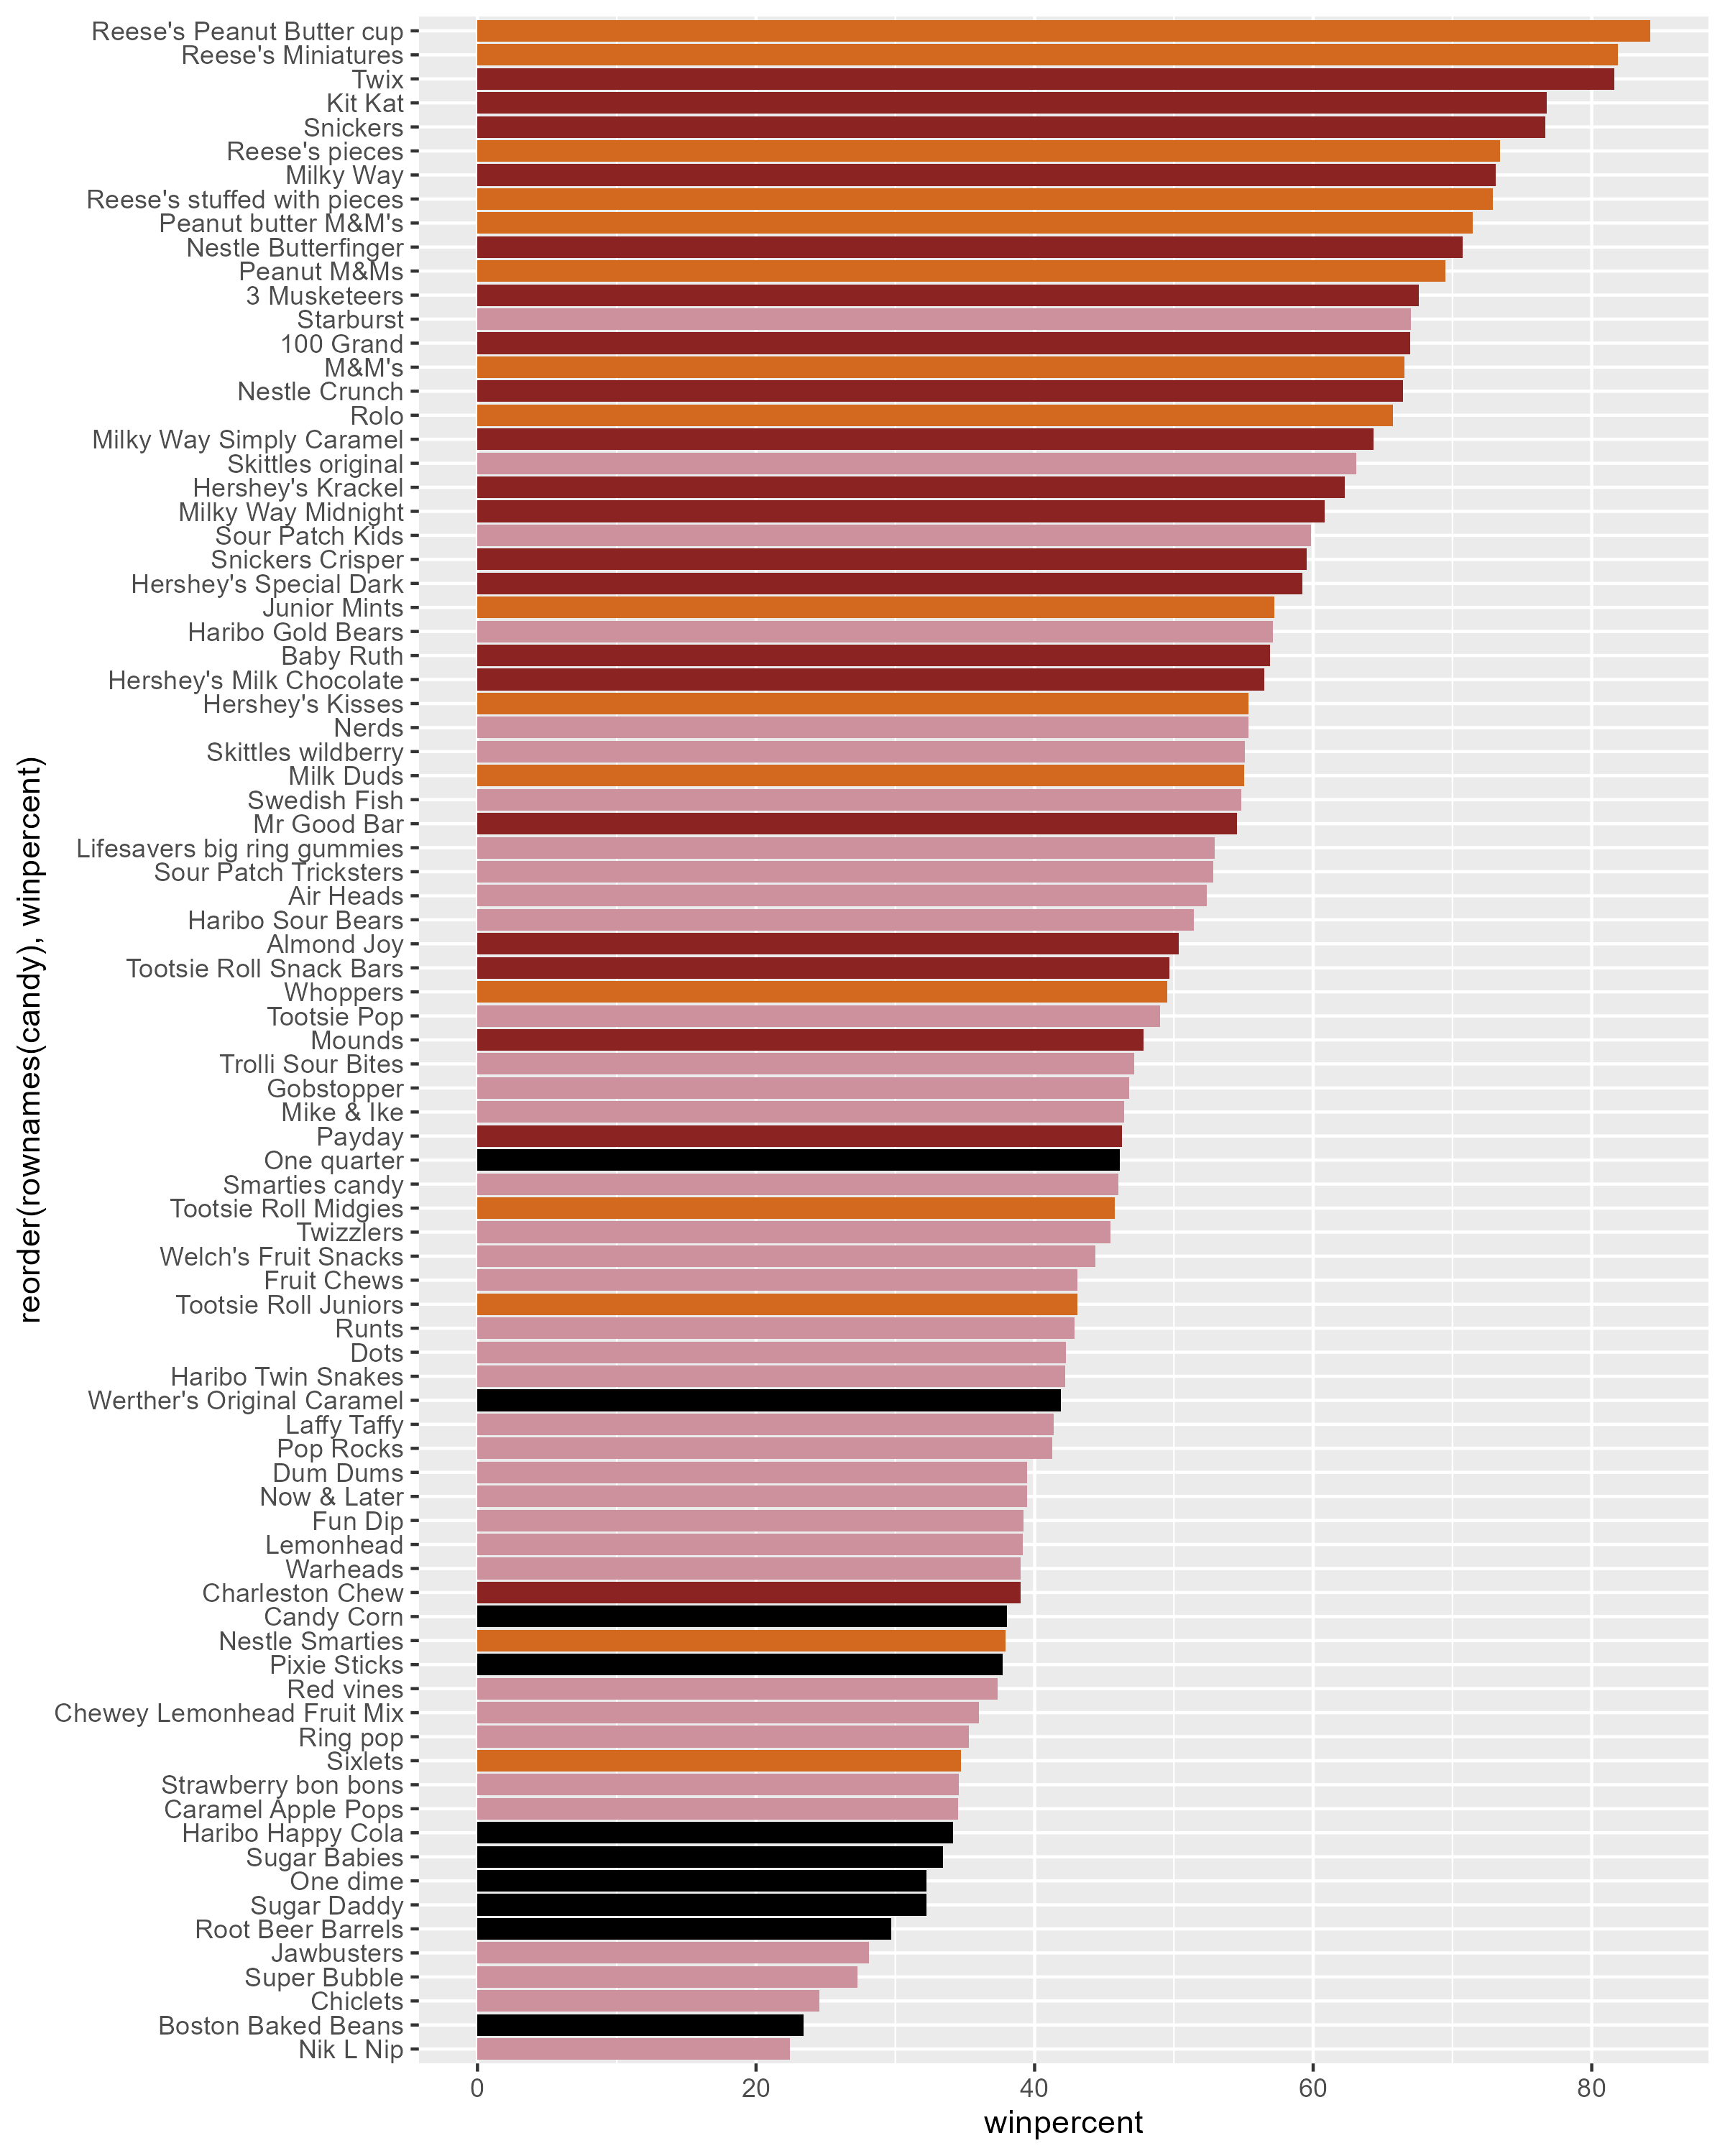 Reese's Peanut Butter cup
Reese's Miniatures
Twix
Kit Kat
Snickers
Reese's pieces
Milky Way
Reese's stuffed with pieces
Peanut butter M&M's
Nestle Butterfinger
Peanut M&Ms
3 Musketeers
Starburst
100 Grand
M&M's
Nestle Crunch
Rolo
Milky Way Simply Caramel
Skittles original
Hershey's Krackel
Milky Way Midnight
Sour Patch Kids
Snickers Crisper
Hershey's Special Dark
Junior Mints
Haribo Gold Bears
Baby Ruth
Hershey's Milk Chocolate
Hershey's Kisses
Nerds
Skittles wildberry
Milk Duds
Swedish Fish
Mr Good Bar
Lifesavers big ring gummies
Sour Patch Tricksters
Air Heads
Haribo Sour Bears
Almond Joy
Tootsie Roll Snack Bars
Whoppers
Tootsie Pop
Mounds
Trolli Sour Bites
Gobstopper
Mike & Ike
Payday
One quarter
Smarties candy
Tootsie Roll Midgies
Twizzlers
Welch's Fruit Snacks
Fruit Chews
Tootsie Roll Juniors
Runts
Dots
Haribo Twin Snakes
Werther's Original Caramel
Laffy Taffy
Pop Rocks
Dum Dums
Now & Later
Fun Dip
Lemonhead
Warheads
Charleston Chew
Candy Corn
Nestle Smarties
Pixie Sticks
Red vines
Chewey Lemonhead Fruit Mix
Ring pop
Sixlets
Strawberry bon bons
Caramel Apple Pops
Haribo Happy Cola
Sugar Babies
One dime
Sugar Daddy
Root Beer Barrels
Jawbusters
Super Bubble
Chiclets
Boston Baked Beans
Nik L Nip
reorder(rownames(candy), winpercent)
0 20 40 60 80
winpercent